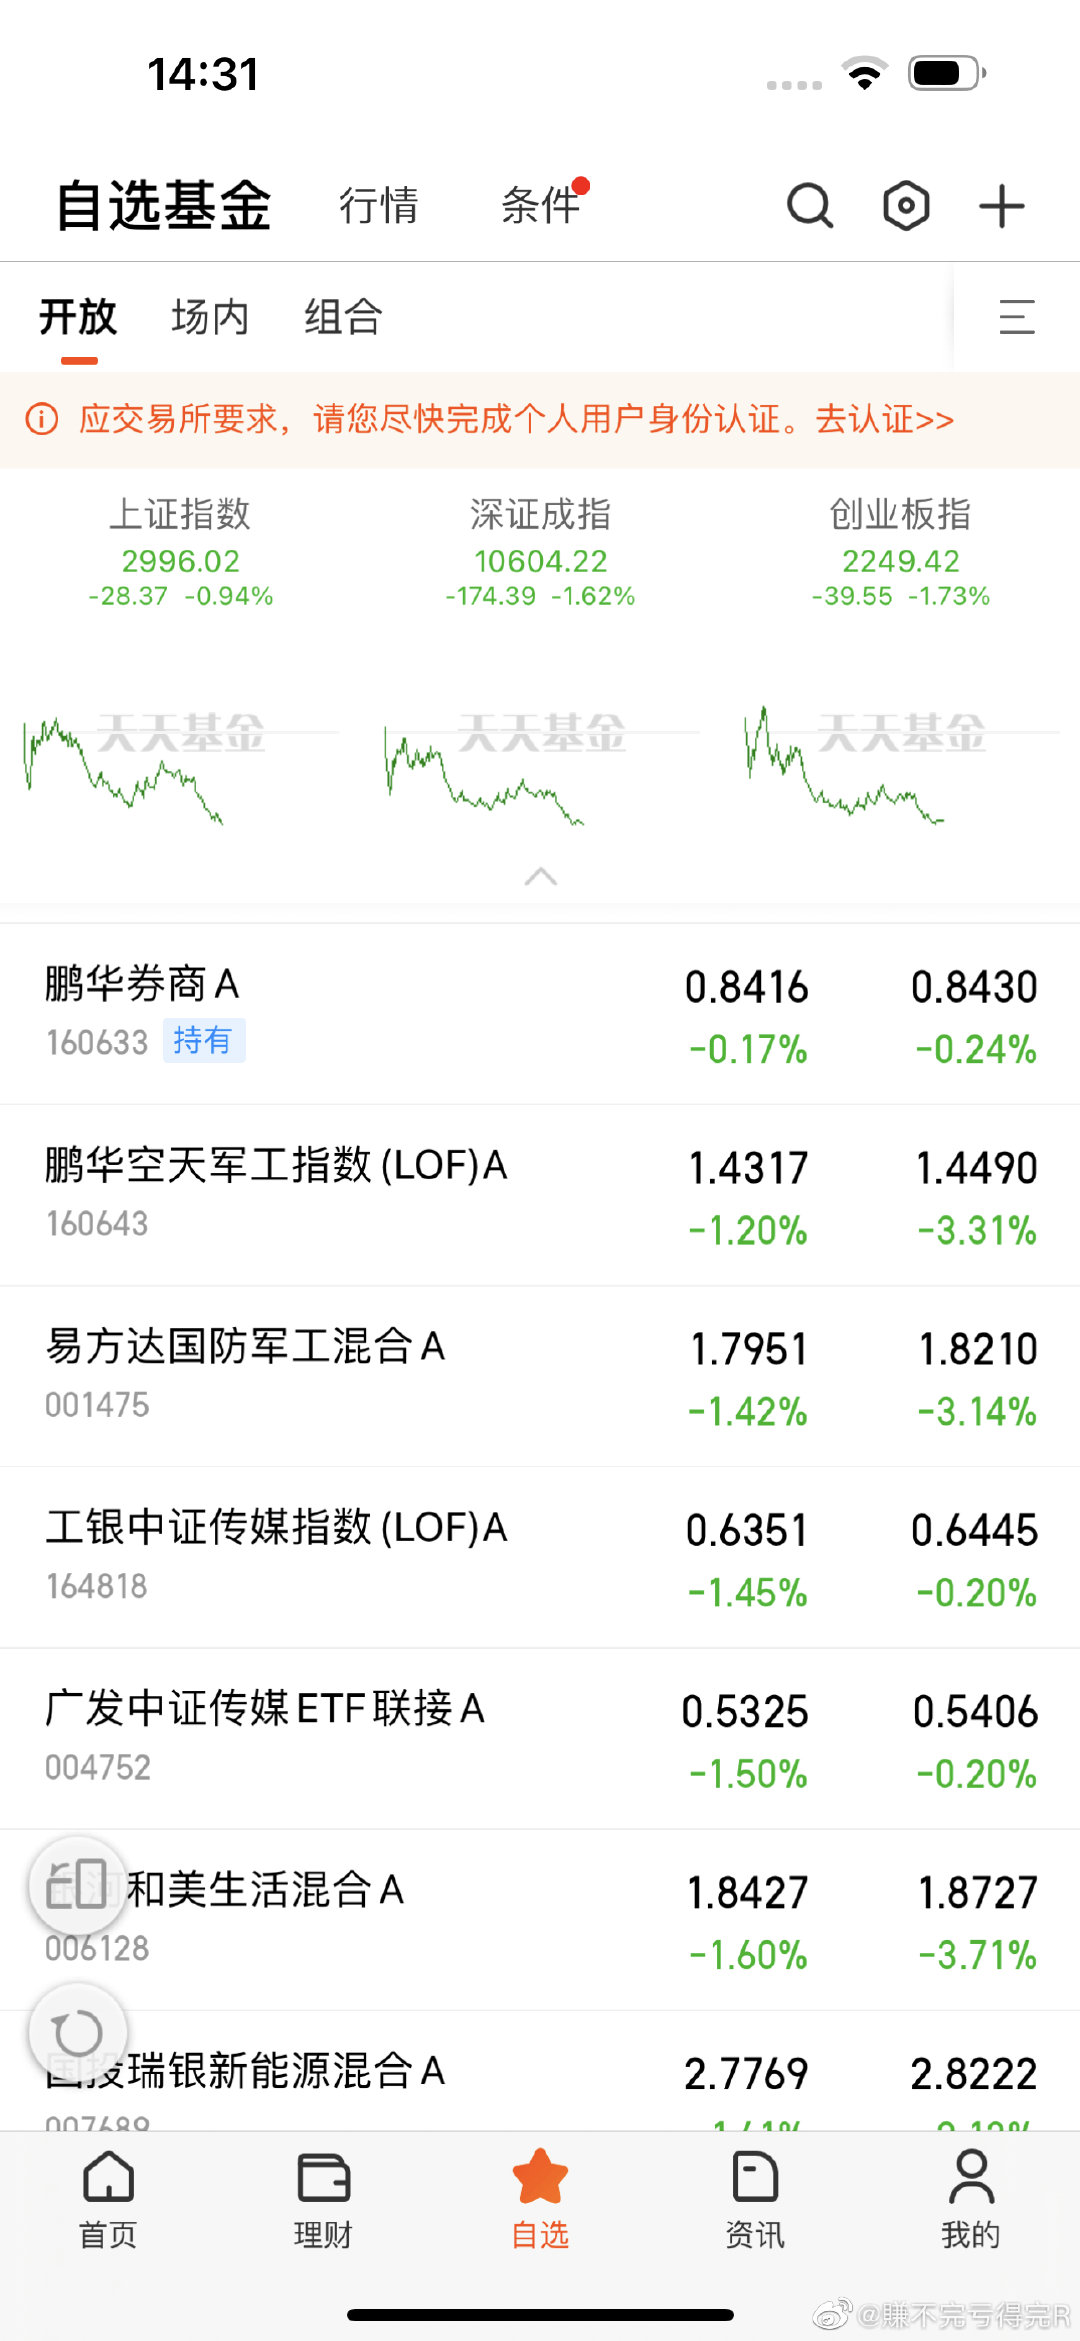 14:31
自选基金 行情 条件
开放 场内 组合
应交易所要求，请您尽快完成个人用户身份认证。去认证>>
上证指数 深证成指 创业板指
2996.02 10604.22 2249.42
-28.37 -0.94% -174.39 -1.62% -39.55 -1.73%
天天基金 天天基金 天天基金
鹏华券商A 0.8416 0.8430
160633 持有 -0.17% -0.24%
鹏华空天军工指数(LOF)A 1.4317 1.4490
160643 -1.20% -3.31%
易方达国防军工混合A 1.7951 1.8210
001475 -1.42% -3.14%
工银中证传媒指数(LOF)A 0.6351 0.6445
164818 -1.45% -0.20%
广发中证传媒ETF联接A 0.5325 0.5406
004752 -1.50% -0.20%
银河和美生活混合A 1.8427 1.8727
006128 -1.60% -3.71%
国投瑞银新能源混合A 2.7769 2.8222
007689
首页 理财 自选 资讯 我的
@赚不完亏得完R